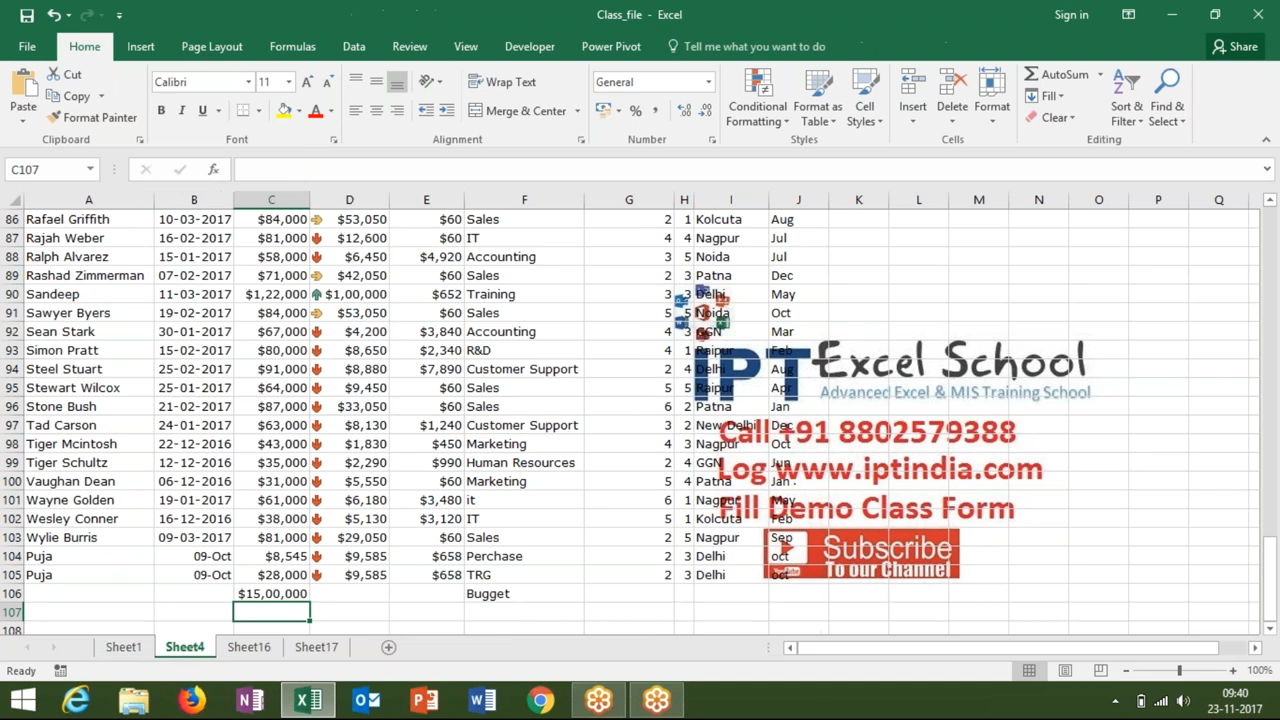 Class_file - Excel
Sign in
File Home Insert Page Layout Formulas Data Review View Developer Power Pivot Tell me what you want to do Share
Paste Cut Copy Format Painter Clipboard
Calibri 11 B I U A Font
Wrap Text Merge & Center Alignment
General % , Number
Conditional Formatting Format as Table Cell Styles Styles
Insert Delete Format Cells
AutoSum Fill Clear Sort & Filter Find & Select Editing
C107 fx
A B C D E F G H I J K L M N O P Q
86 Rafael Griffith 10-03-2017 $84,000 $53,050 $60 Sales 2 1 Kolcuta Aug
87 Rajah Weber 16-02-2017 $81,000 $12,600 $60 IT 4 4 Nagpur Jul
88 Ralph Alvarez 15-01-2017 $58,000 $6,450 $4,920 Accounting 3 5 Noida Jul
89 Rashad Zimmerman 07-02-2017 $71,000 $42,050 $60 Sales 2 3 Patna Dec
90 Sandeep 11-03-2017 $1,22,000 $1,00,000 $652 Training 3 3 Delhi May
91 Sawyer Byers 19-02-2017 $84,000 $53,050 $60 Sales 5 5 Noida Oct
92 Sean Stark 30-01-2017 $67,000 $4,200 $3,840 Accounting 4 3 GGN Mar
93 Simon Pratt 15-02-2017 $80,000 $8,650 $2,340 R&D 4 1 Raipur Feb
94 Steel Stuart 25-01-2017 $91,000 $8,880 $7,890 Customer Support 2 4 Delhi Aug
95 Stewart Wilcox 25-01-2017 $64,000 $9,450 $60 Sales 5 5 Raipur Apr
96 Stone Bush 21-02-2017 $87,000 $33,050 $60 Sales 6 2 Patna Jan
97 Tad Carson 24-01-2017 $63,000 $8,130 $1,240 Customer Support 3 2 New Delhi Dec
98 Tiger Mcintosh 22-12-2016 $43,000 $1,830 $450 Marketing 4 3 Nagpur Oct
99 Tiger Schultz 12-12-2016 $35,000 $2,290 $990 Human Resources 2 4 GGN Jun
100 Vaughan Dean 06-12-2016 $31,000 $5,550 $60 Marketing 5 4 Patna Jan
101 Wayne Golden 19-01-2017 $61,000 $6,180 $3,480 it 6 1 Nagpur May
102 Wesley Conner 16-12-2016 $38,000 $5,130 $3,120 IT 5 1 Kolcuta Feb
103 Wylie Burris 09-03-2017 $81,000 $29,050 $60 Sales 2 5 Nagpur Sep
104 Puja 09-Oct $8,545 $9,585 $658 Perchase 2 3 Delhi oct
105 Puja 09-Oct $28,000 $9,585 $658 TRG 2 3 Delhi oct
106 $15,00,000 Bugget
107
108
IPT Excel School
Advanced Excel & MIS Training School
Call +91 8802579388
Log www.iptindia.com
Fill Demo Class Form
Subscribe
To our Channel
Sheet1 Sheet4 Sheet16 Sheet17
Ready 100%
09:40
23-11-2017